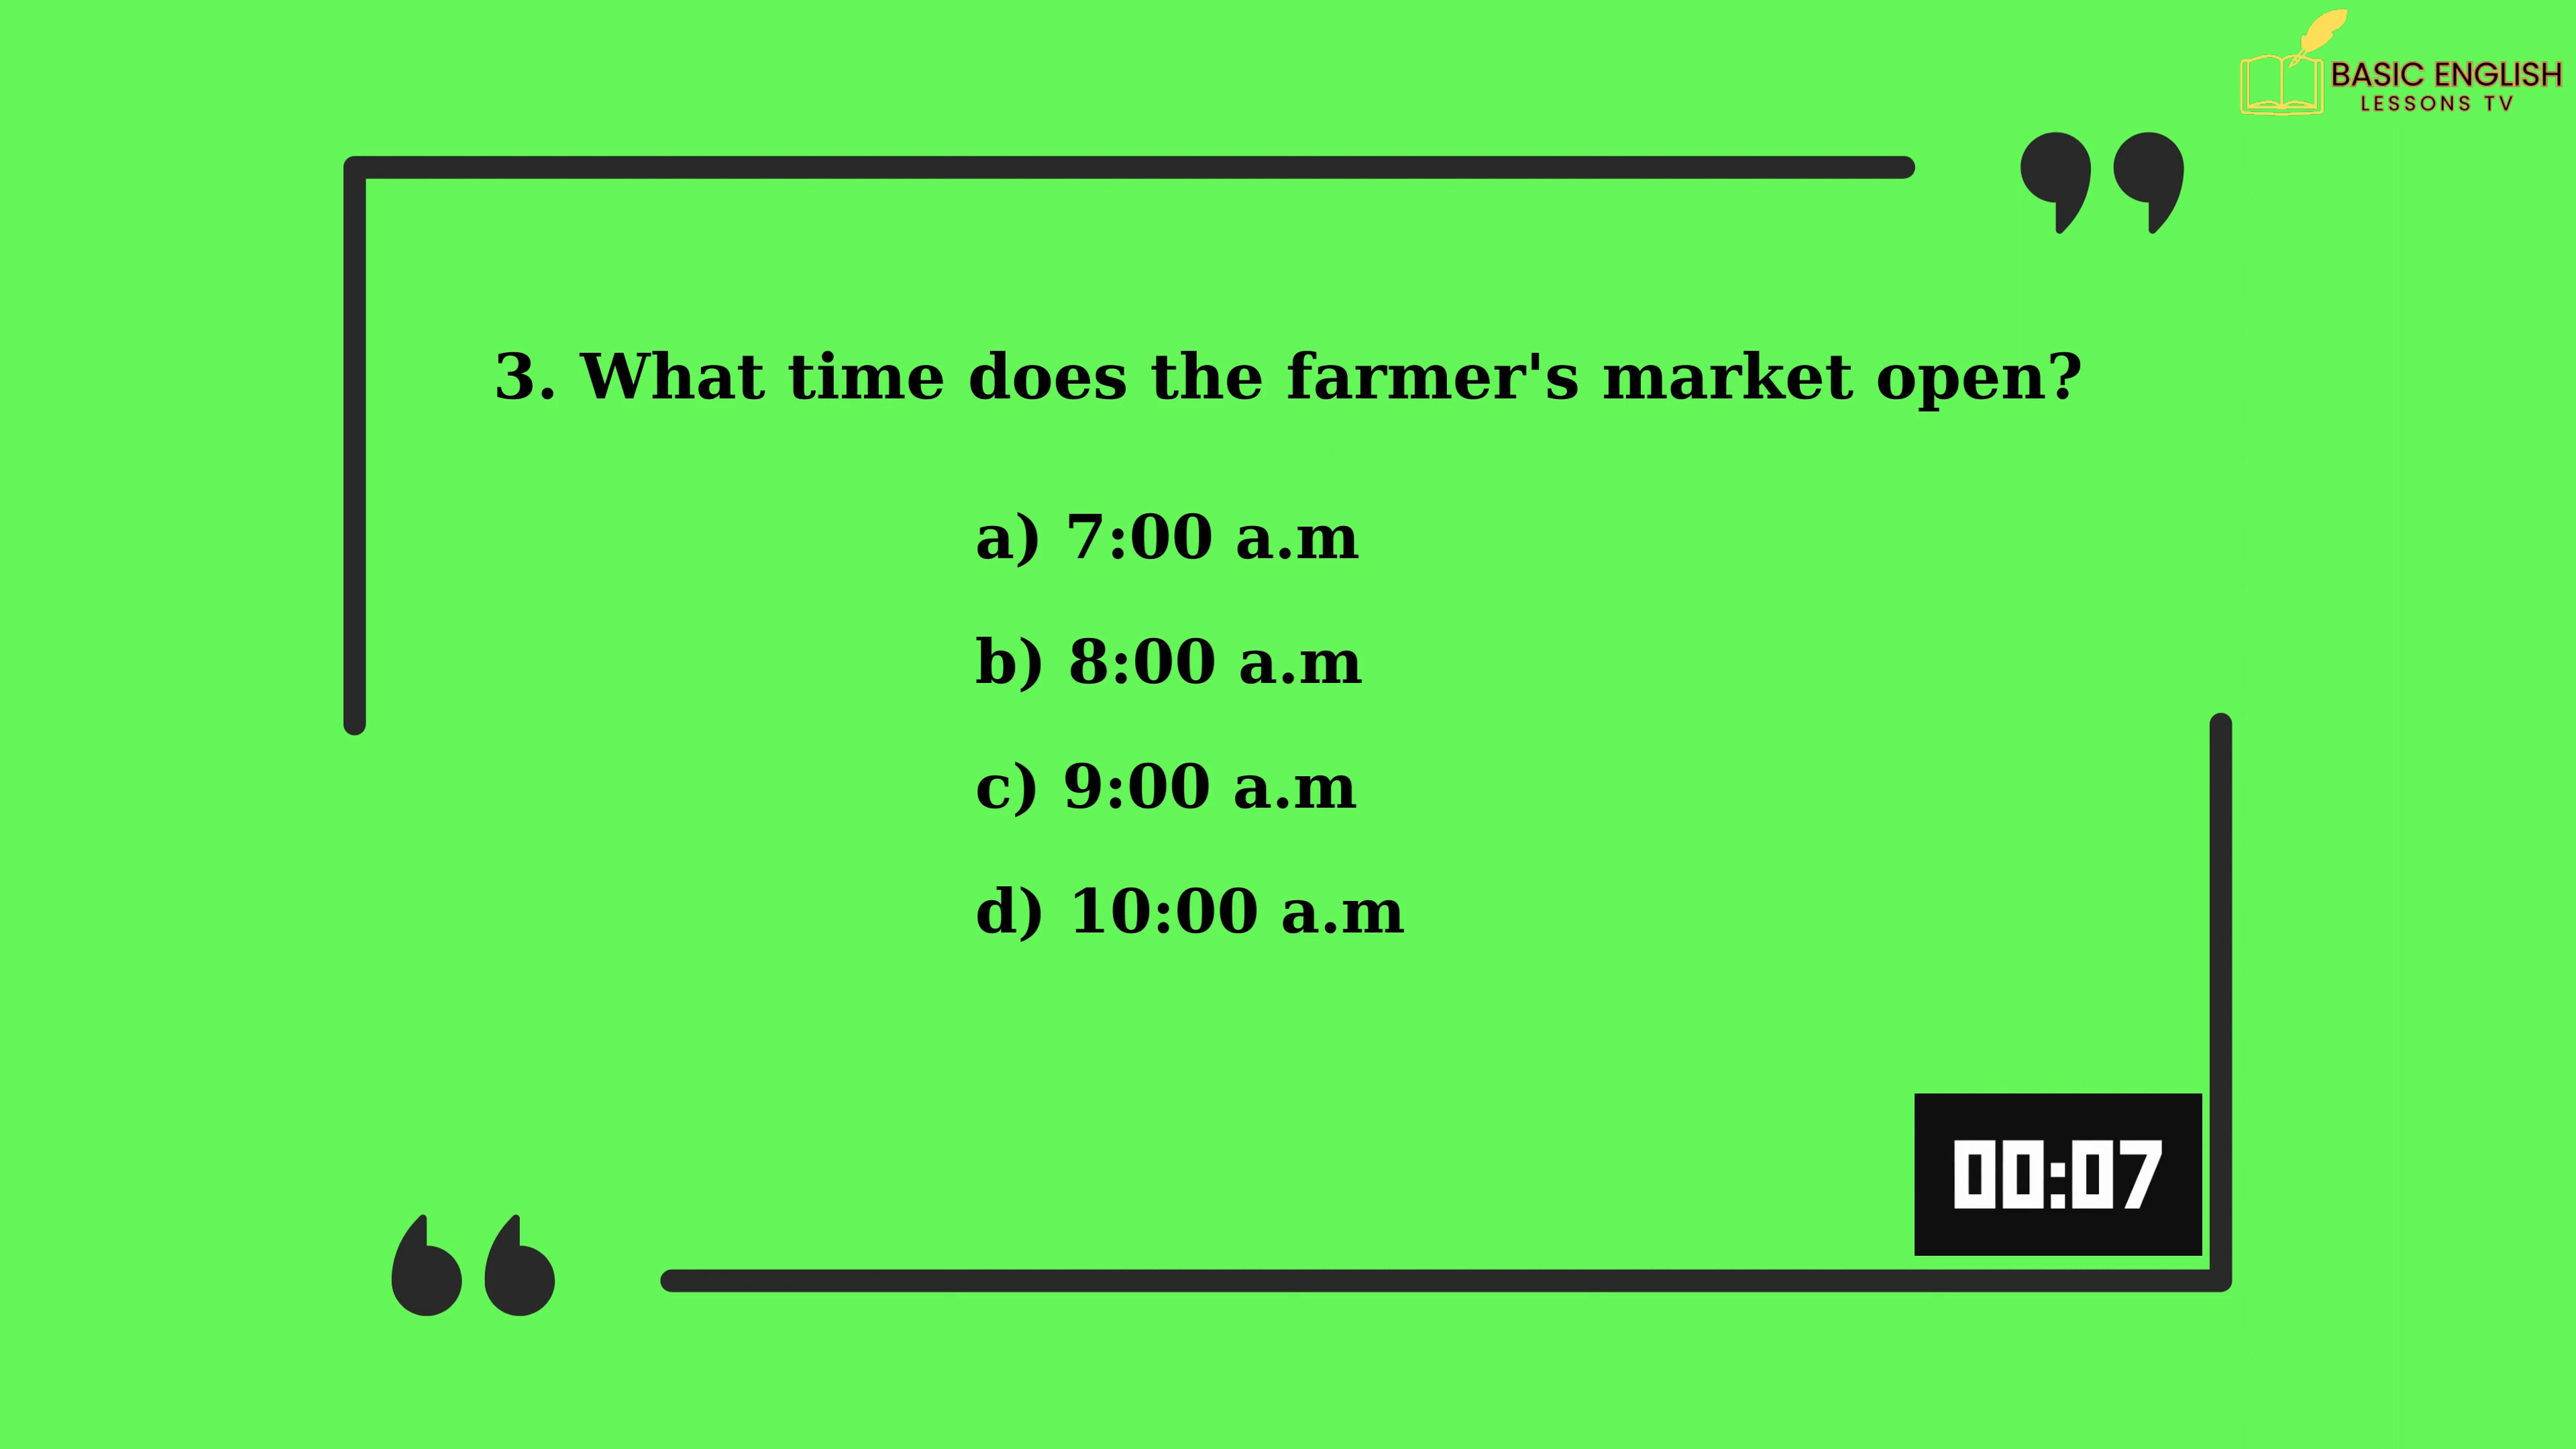 BASIC ENGLISH
LESSONS TV
3. What time does the farmer's market open?
a) 7:00 a.m
b) 8:00 a.m
c) 9:00 a.m
d) 10:00 a.m
00:07